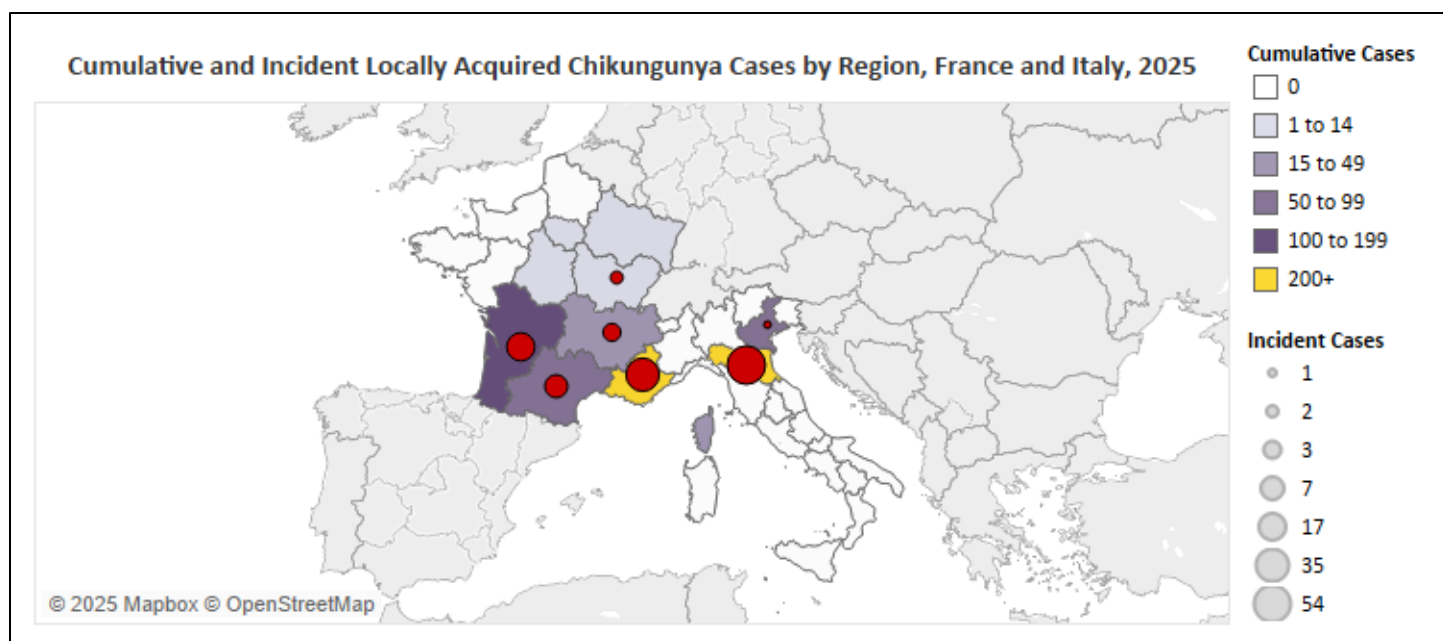 Cumulative and Incident Locally Acquired Chikungunya Cases by Region, France and Italy, 2025
Cumulative Cases
0
1 to 14
15 to 49
50 to 99
100 to 199
200+
Incident Cases
1
2
3
7
17
35
54
© 2025 Mapbox © OpenStreetMap